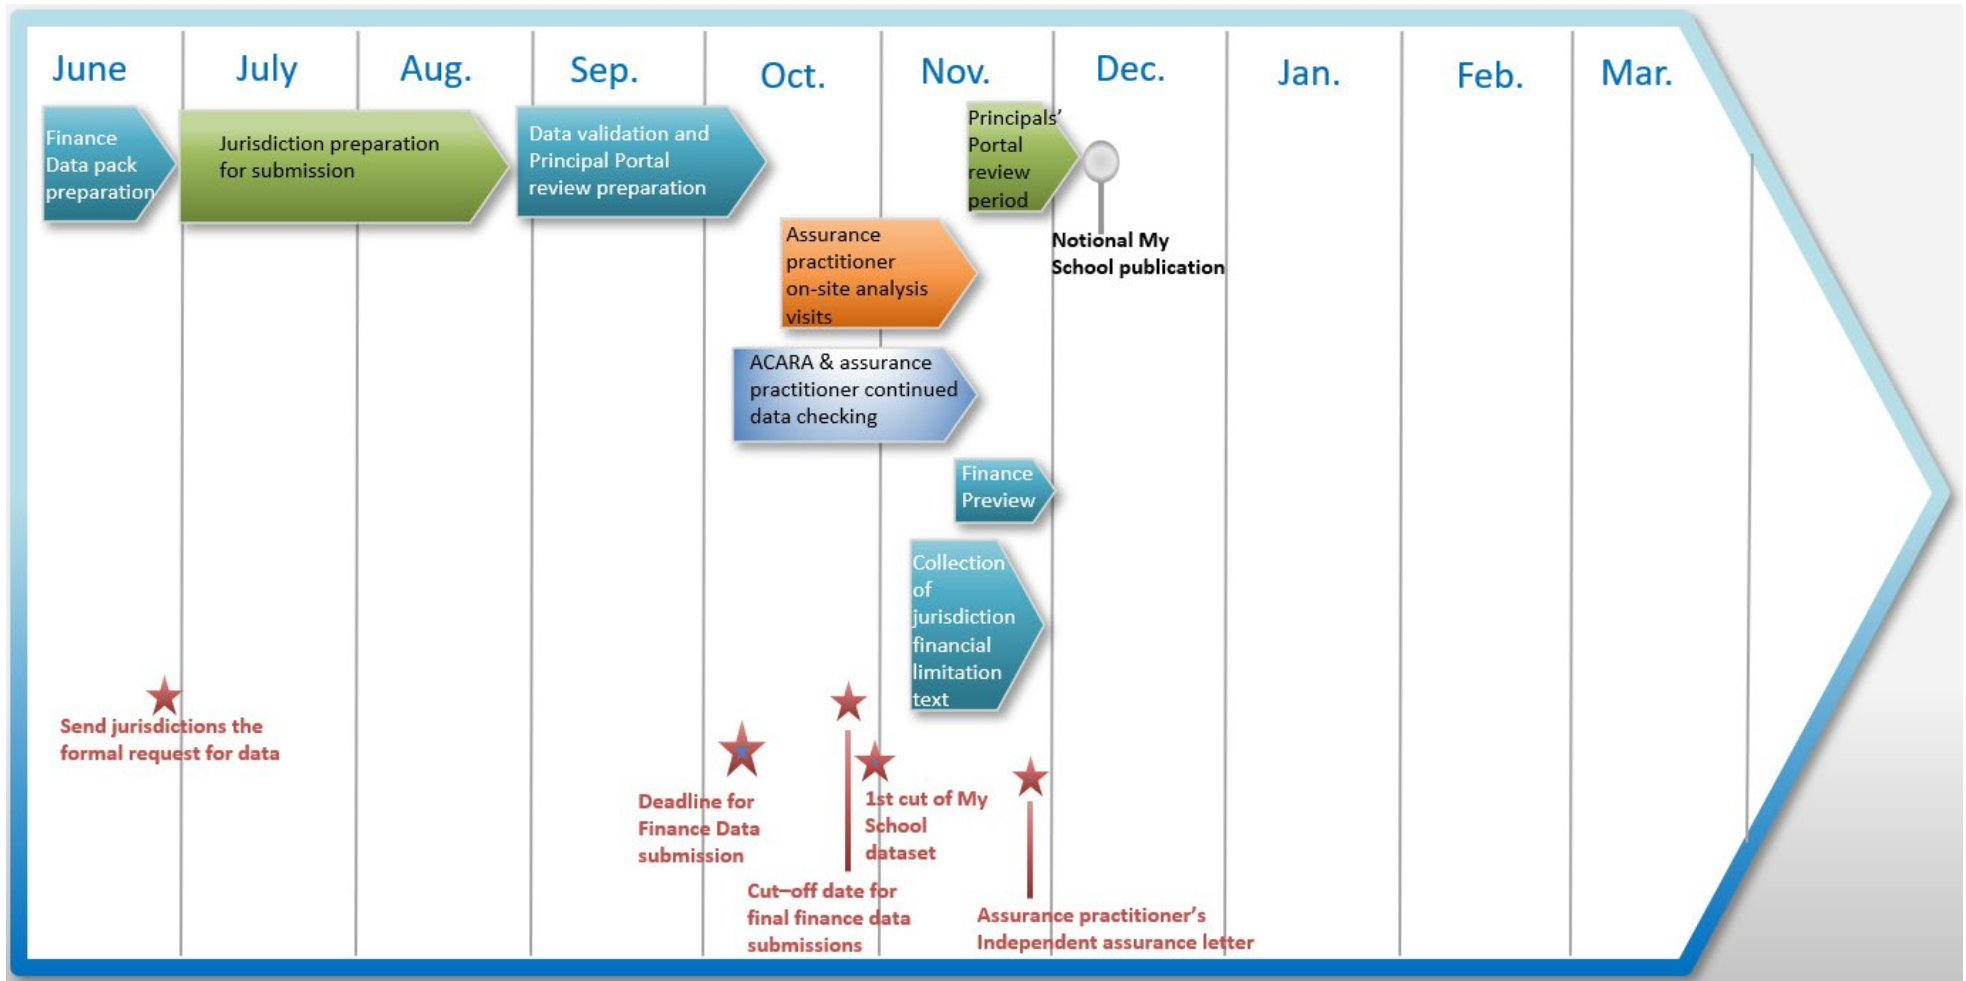 June
July
Aug.
Sep.
Oct.
Nov.
Dec.
Jan.
Feb.
Mar.
Finance
Data pack
preparation
Jurisdiction preparation
for submission
Data validation and
Principal Portal
review preparation
Principals’
Portal
review
period
Notional My
School publication
Assurance
practitioner
on-site analysis
visits
ACARA & assurance
practitioner continued
data checking
Finance
Preview
Collection
of
jurisdiction
financial
limitation
text
Send jurisdictions the
formal request for data
Deadline for
Finance Data
submission
1st cut of My
School
dataset
Cut–off date for
final finance data
submissions
Assurance practitioner’s
Independent assurance letter